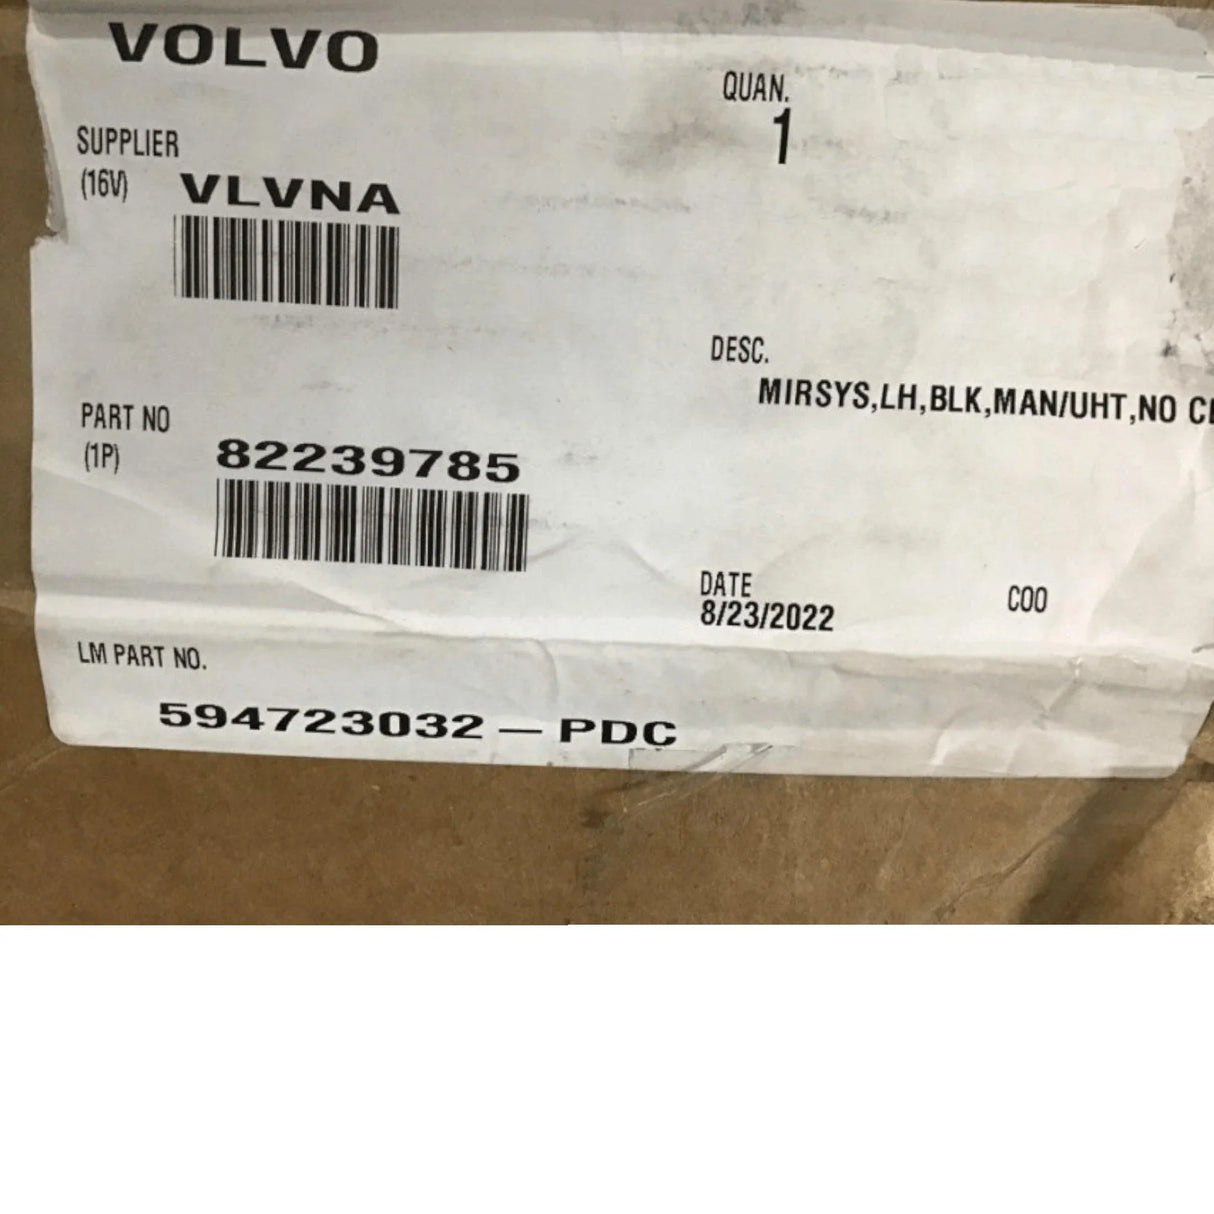 VOLVO
QUAN.
1
SUPPLIER
(16V) VLVNA
DESC.
MIRSYS,LH,BLK,MAN/UHT,NO
PART NO
(1P) 82239785
DATE
8/23/2022
COO
LM PART NO.
594723032 — PDC